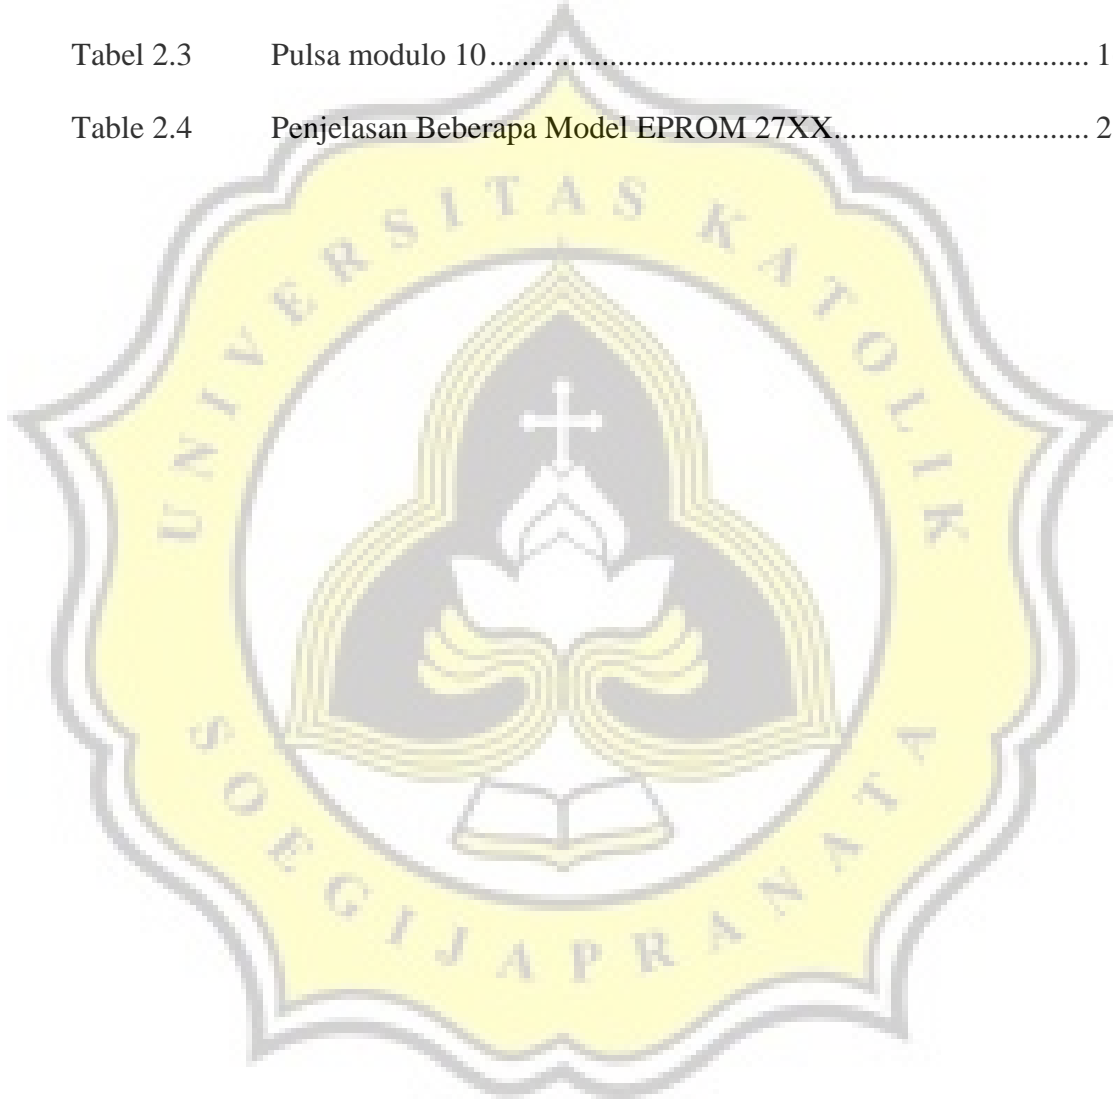 Tabel 2.3 Pulsa modulo 10........................................................................... 1
Table 2.4 Penjelasan Beberapa Model EPROM 27XX................................ 2
UNIVERSITAS KATOLIK
SOEGIJAPRANATA